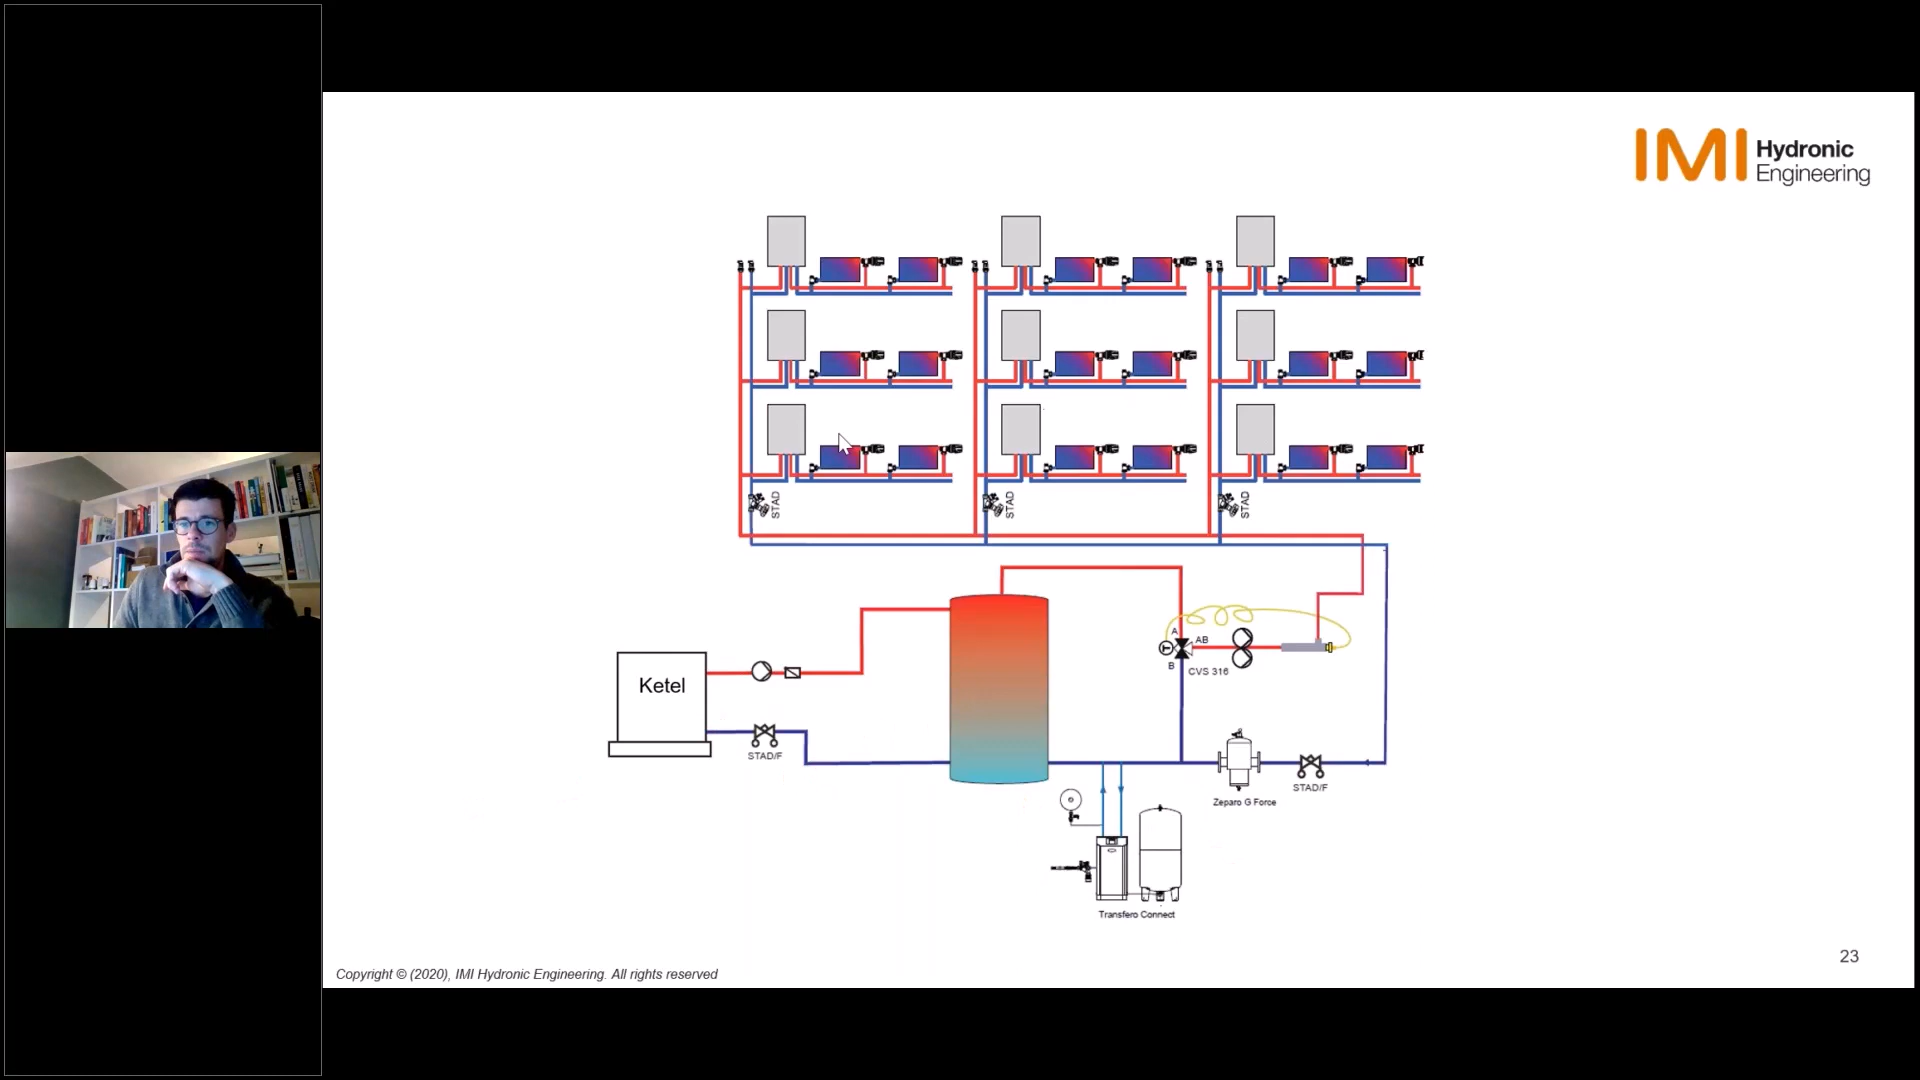 IMI Hydronic
Engineering
STAD
STAD
STAD
A
AB
T
B
CVS 316
Ketel
STAD/F
STAD/F
Zeparo G Force
Transfero Connect
23
Copyright © (2020), IMI Hydronic Engineering. All rights reserved